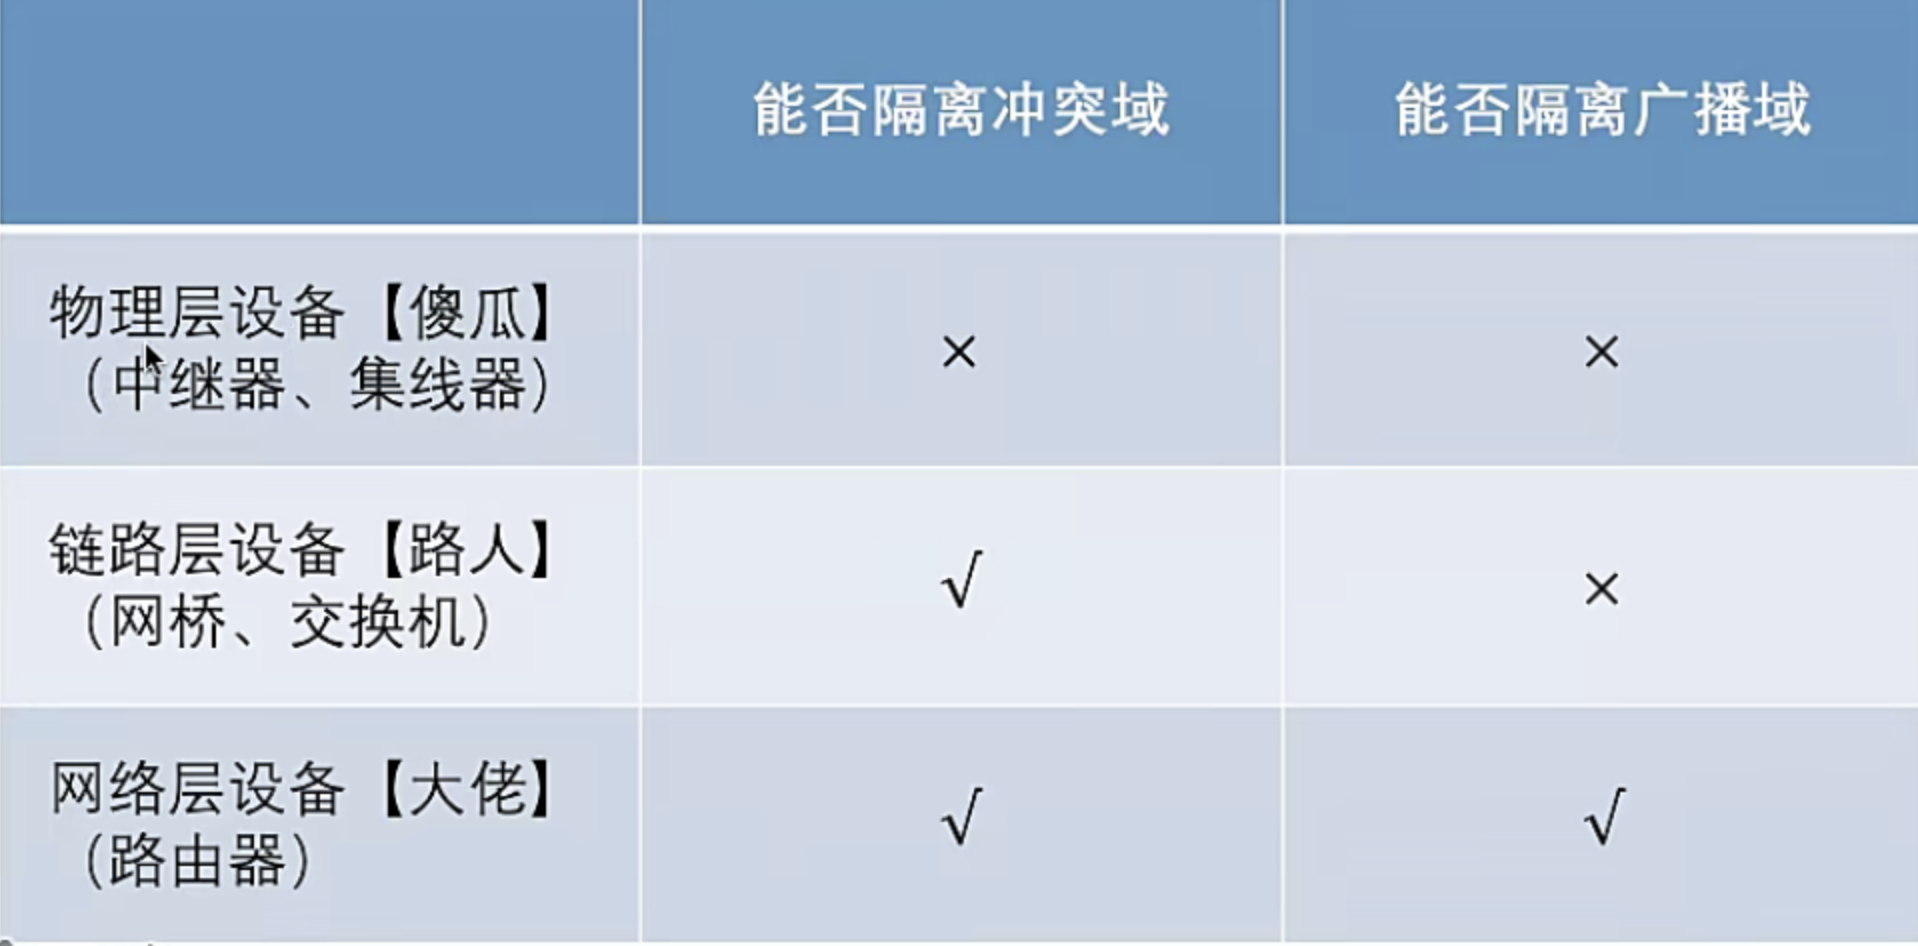 能否隔离冲突域
能否隔离广播域
物理层设备【傻瓜】
（中继器、集线器）
×
×
链路层设备【路人】
（网桥、交换机）
√
×
网络层设备【大佬】
（路由器）
√
√